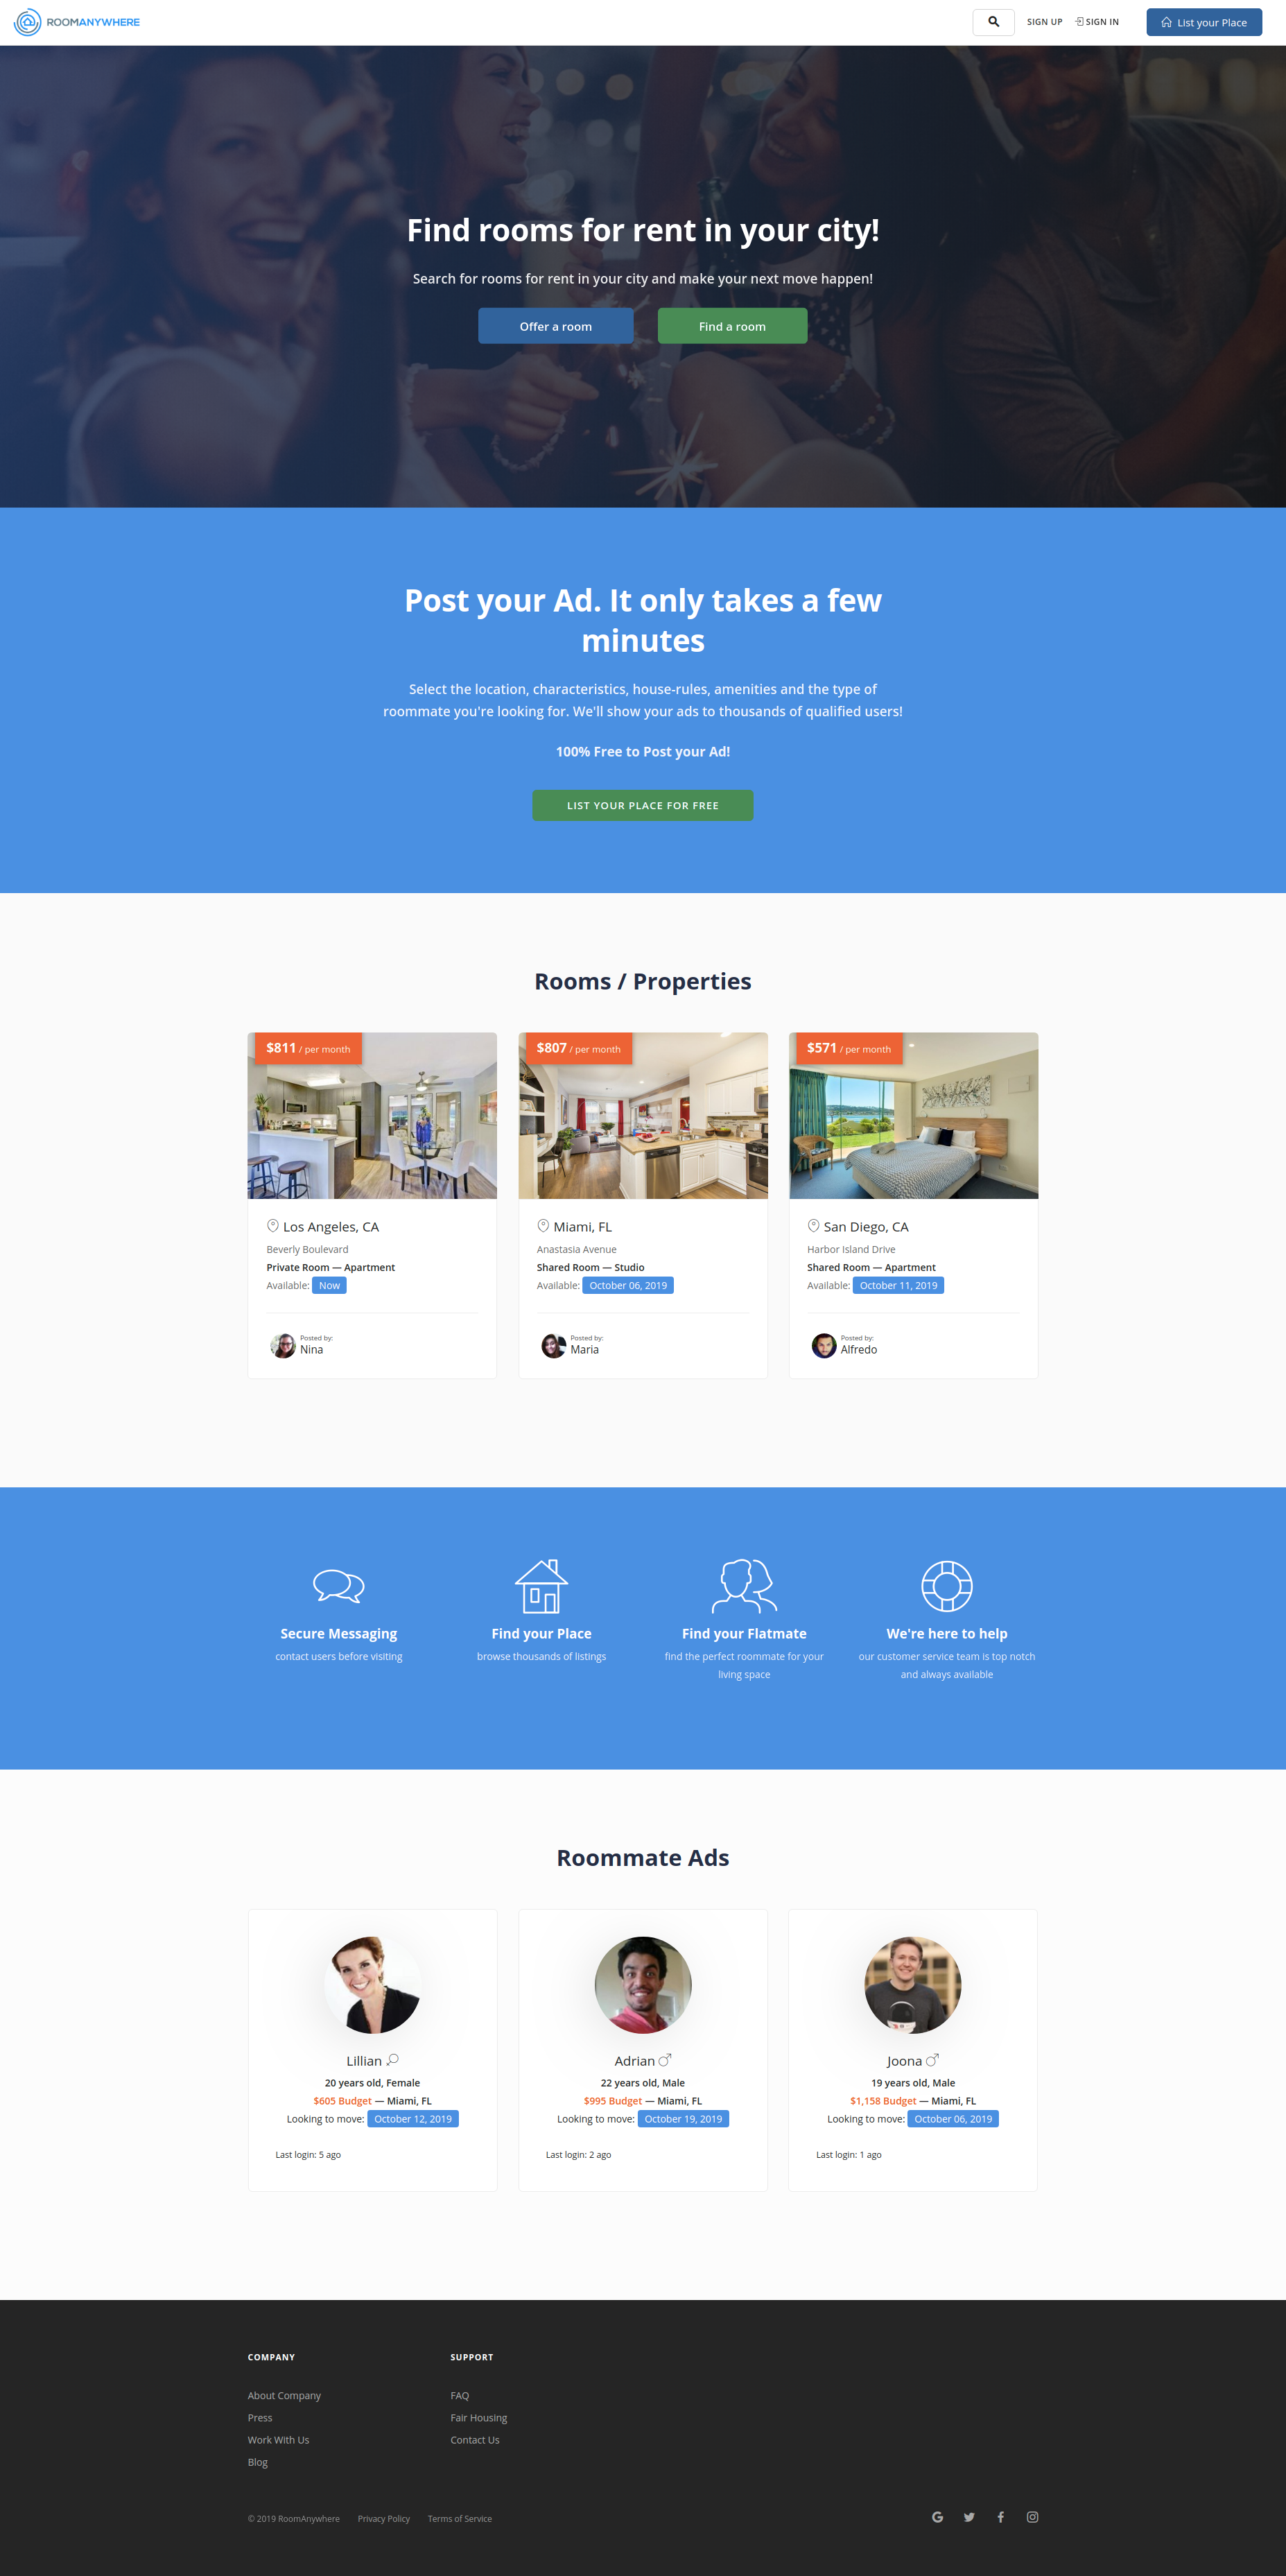 ROOMANYWHERE
SIGN UP
SIGN IN
List your Place
Find rooms for rent in your city!
Search for rooms for rent in your city and make your next move happen!
Offer a room
Find a room
Post your Ad. It only takes a few
minutes
Select the location, characteristics, house-rules, amenities and the type of
roommate you're looking for. We'll show your ads to thousands of qualified users!
100% Free to Post your Ad!
LIST YOUR PLACE FOR FREE
Rooms / Properties
$811 / per month
Los Angeles, CA
Beverly Boulevard
Private Room — Apartment
Available: Now
Posted by:
Nina
$807 / per month
Miami, FL
Anastasia Avenue
Shared Room — Studio
Available: October 06, 2019
Posted by:
Maria
$571 / per month
San Diego, CA
Harbor Island Drive
Shared Room — Apartment
Available: October 11, 2019
Posted by:
Alfredo
Secure Messaging
contact users before visiting
Find your Place
browse thousands of listings
Find your Flatmate
find the perfect roommate for your
living space
We're here to help
our customer service team is top notch
and always available
Roommate Ads
Lillian
20 years old, Female
$605 Budget — Miami, FL
Looking to move: October 12, 2019
Last login: 5 ago
Adrian
22 years old, Male
$995 Budget — Miami, FL
Looking to move: October 19, 2019
Last login: 2 ago
Joona
19 years old, Male
$1,158 Budget — Miami, FL
Looking to move: October 06, 2019
Last login: 1 ago
COMPANY
About Company
Press
Work With Us
Blog
SUPPORT
FAQ
Fair Housing
Contact Us
© 2019 RoomAnywhere
Privacy Policy
Terms of Service